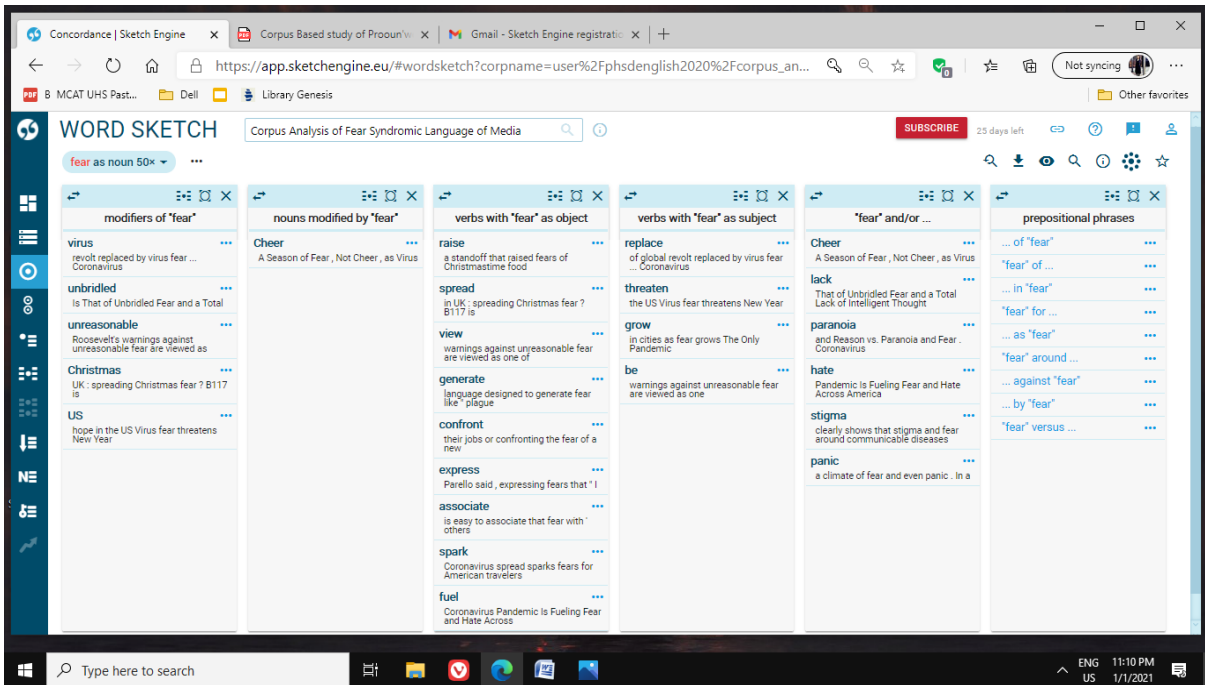 Concordance | Sketch Engine
Corpus Based study of Prooun'w
Gmail - Sketch Engine registratio
https://app.sketchengine.eu/#wordsketch?corpname=user%2Fphsdenglish2020%2Fcorpus_an...
Not syncing
B MCAT UHS Past...
Dell
Library Genesis
Other favorites
WORD SKETCH
Corpus Analysis of Fear Syndromic Language of Media
SUBSCRIBE
25 days left
fear as noun 50×
modifiers of "fear"
virus
revolt replaced by virus fear ...
Coronavirus
unbridled
Is That of Unbridled Fear and a Total
unreasonable
Roosevelt's warnings against
unreasonable fear are viewed as
Christmas
UK : spreading Christmas fear ? B117
is
US
hope in the US Virus fear threatens
New Year
nouns modified by "fear"
Cheer
A Season of Fear , Not Cheer , as Virus
verbs with "fear" as object
raise
a standoff that raised fears of
Christmastime food
spread
in UK : spreading Christmas fear ?
B117 is
view
warnings against unreasonable fear
are viewed as one of
generate
language designed to generate fear
like " plague
confront
their jobs or confronting the fear of a
new
express
Parello said , expressing fears that " I
associate
is easy to associate that fear with '
others
spark
Coronavirus spread sparks fears for
American travelers
fuel
Coronavirus Pandemic Is Fueling Fear
and Hate Across
verbs with "fear" as subject
replace
of global revolt replaced by virus fear
... Coronavirus
threaten
the US Virus fear threatens New Year
grow
in cities as fear grows The Only
Pandemic
be
warnings against unreasonable fear
are viewed as one
"fear" and/or ...
Cheer
A Season of Fear , Not Cheer , as Virus
lack
That of Unbridled Fear and a Total
Lack of Intelligent Thought
paranoia
and Reason vs. Paranoia and Fear .
Coronavirus
hate
Pandemic Is Fueling Fear and Hate
Across America
stigma
clearly shows that stigma and fear
around communicable diseases
panic
a climate of fear and even panic . In a
prepositional phrases
... of "fear"
"fear" of ...
... in "fear"
"fear" for ...
... as "fear"
"fear" around ...
... against "fear"
... by "fear"
"fear" versus ...
Type here to search
ENG
US
11:10 PM
1/1/2021